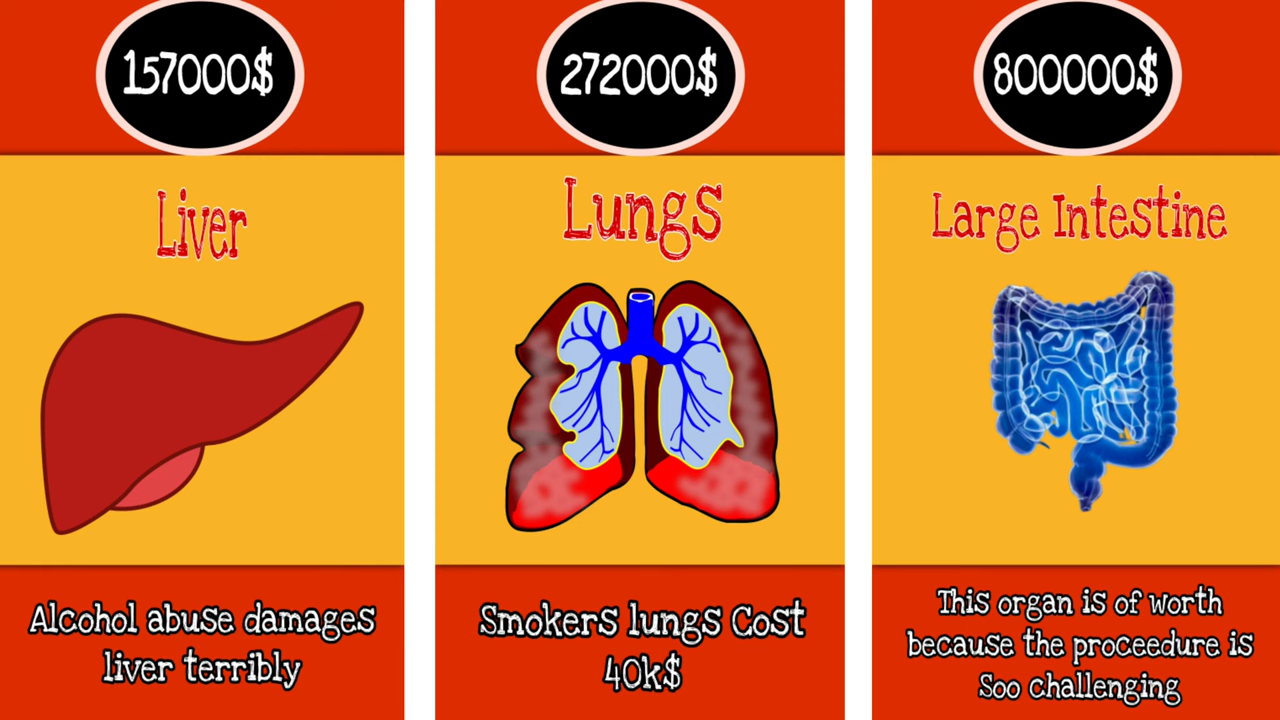 157000$
Liver
Alcohol abuse damages
liver terribly
272000$
Lungs
Smokers lungs Cost
40k$
800000$
Large Intestine
This organ is of worth
because the proceedure is
Soo challenging